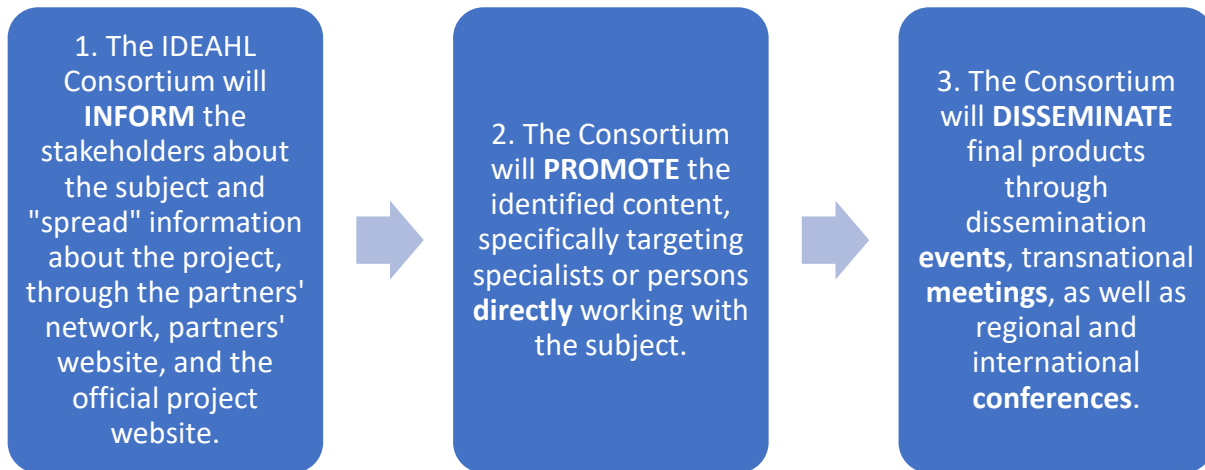 1. The IDEAHL
Consortium will
INFORM the
stakeholders about
the subject and
"spread" information
about the project,
through the partners'
network, partners'
website, and the
official project
website.
2. The Consortium
will PROMOTE the
identified content,
specifically targeting
specialists or persons
directly working with
the subject.
3. The Consortium
will DISSEMINATE
final products
through
dissemination
events, transnational
meetings, as well as
regional and
international
conferences.